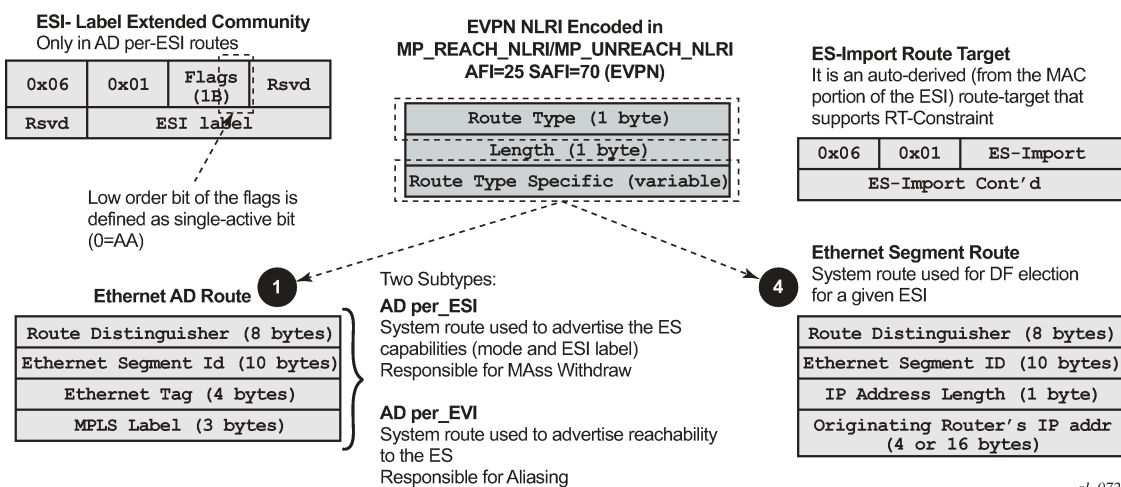 ESI- Label Extended Community
Only in AD per-ESI routes
0x06
0x01
Flags
(1B)
Rsvd
Rsvd
ESI label
Low order bit of the flags is
defined as single-active bit
(0=AA)
EVPN NLRI Encoded in
MP_REACH_NLRI/MP_UNREACH_NLRI
AFI=25 SAFI=70 (EVPN)
Route Type (1 byte)
Length (1 byte)
Route Type Specific (variable)
ES-Import Route Target
It is an auto-derived (from the MAC
portion of the ESI) route-target that
supports RT-Constraint
0x06
0x01
ES-Import
ES-Import Cont'd
1
Ethernet AD Route
Route Distinguisher (8 bytes)
Ethernet Segment Id (10 bytes)
Ethernet Tag (4 bytes)
MPLS Label (3 bytes)
Two Subtypes:
AD per_ESI
System route used to advertise the ES
capabilities (mode and ESI label)
Responsible for MAss Withdraw
AD per_EVI
System route used to advertise reachability
to the ES
Responsible for Aliasing
4
Ethernet Segment Route
System route used for DF election
for a given ESI
Route Distinguisher (8 bytes)
Ethernet Segment ID (10 bytes)
IP Address Length (1 byte)
Originating Router's IP addr
(4 or 16 bytes)